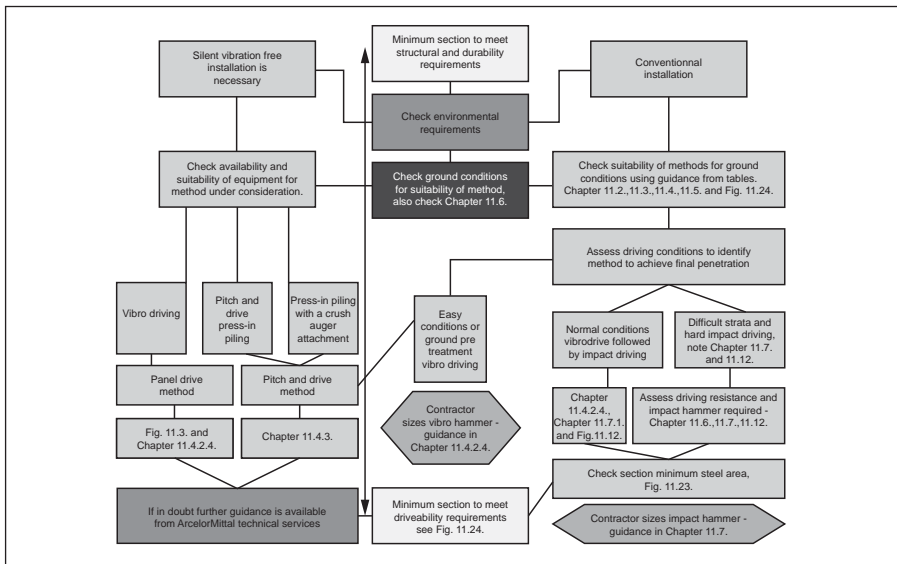 Silent vibration free
installation is
necessary
Minimum section to meet
structural and durability
requirements
Conventionnal
installation
Check environmental
requirements
Check availability and
suitability of equipment for
method under consideration.
Check ground conditions
for suitability of method,
also check Chapter 11.6.
Check suitability of methods for ground
conditions using guidance from tables.
Chapter 11.2.,11.3.,11.4.,11.5. and Fig. 11.24.
Assess driving conditions to identify
method to achieve final penetration
Vibro driving
Pitch and
drive
press-in
piling
Press-in piling
with a crush
auger
attachment
Easy
conditions or
ground pre
treatment
vibro driving
Normal conditions
vibrodrive followed
by impact driving
Difficult strata and
hard impact driving,
note Chapter 11.7.
and 11.12.
Panel drive
method
Pitch and drive
method
Contractor
sizes vibro hammer -
guidance in
Chapter 11.4.2.4.
Chapter
11.4.2.4.,
Chapter 11.7.1.
and Fig.11.12.
Assess driving resistance and
impact hammer required -
Chapter 11.6.,11.7.,11.12.
Fig. 11.3. and
Chapter 11.4.2.4.
Chapter 11.4.3.
Check section minimum steel area,
Fig. 11.23.
If in doubt further guidance is available
from ArcelorMittal technical services
Minimum section to meet
driveability requirements
see Fig. 11.24.
Contractor sizes impact hammer -
guidance in Chapter 11.7.